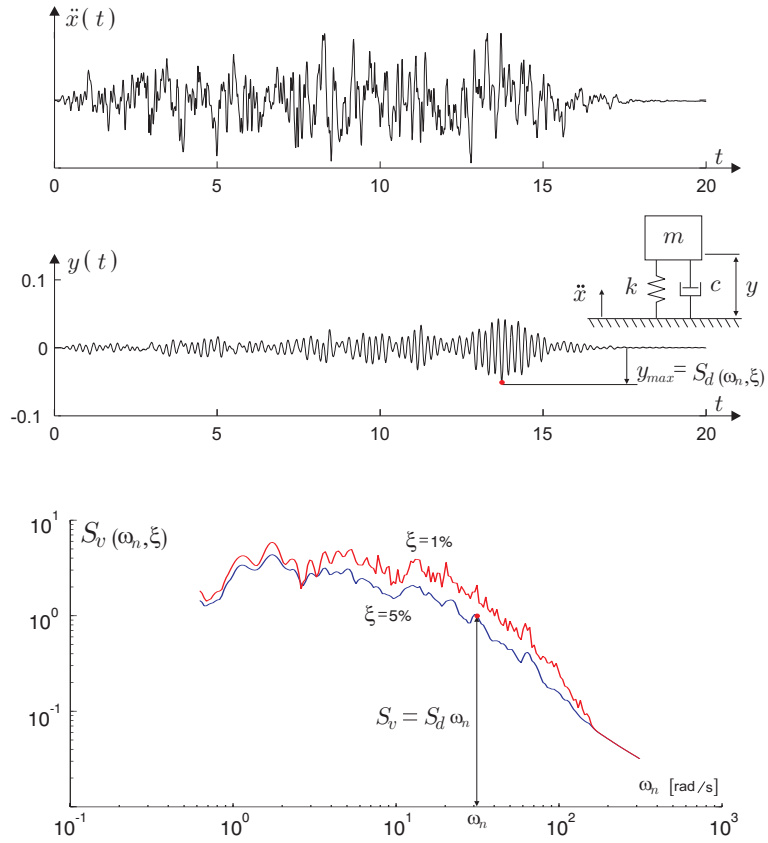 ẍ(t)
t
0 5 10 15 20
y(t)
0.1
0
-0.1
m
k
c
y
ẍ
y_max = S_d(ω_n,ξ)
t
0 5 10 15 20
S_v(ω_n,ξ)
10^1
10^0
10^-1
ξ=1%
ξ=5%
S_v = S_d ω_n
ω_n [rad/s]
10^-1 10^0 10^1 ω_n 10^2 10^3